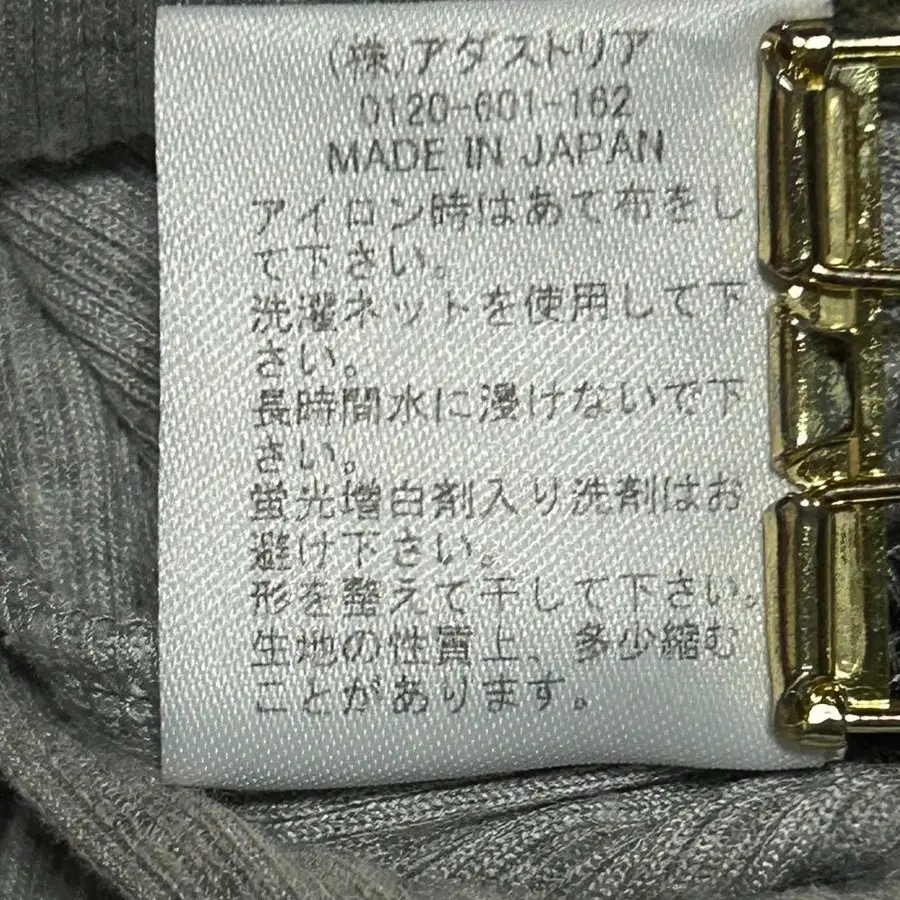 (株)アダストリア
0120-601-162
MADE IN JAPAN
アイロン時はあて布をし
て下さい。
洗濯ネットを使用して下
さい。
長時間水に浸けないで下
さい。
蛍光増白剤入り洗剤はお
避け下さい。
形を整えて干して下さい。
生地の性質上、多少縮む
ことがあります。